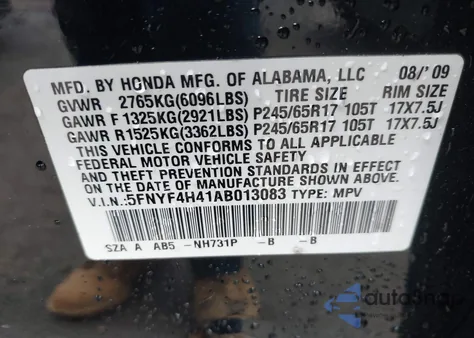 MFD. BY HONDA MFG. OF ALABAMA, LLC 08/'09
GVWR 2765KG(6096LBS) TIRE SIZE RIM SIZE
GAWR F 1325KG(2921LBS) P245/65R17 105T 17X7.5J
GAWR R1525KG(3362LBS) P245/65R17 105T 17X7.5J
THIS VEHICLE CONFORMS TO ALL APPLICABLE
FEDERAL MOTOR VEHICLE SAFETY
AND THEFT PREVENTION STANDARDS IN EFFECT
ON THE DATE OF MANUFACTURE SHOWN ABOVE.
V.I.N.:5FNYF4H41AB013083 TYPE: MPV
SZA A AB5 -NH731P -B -B